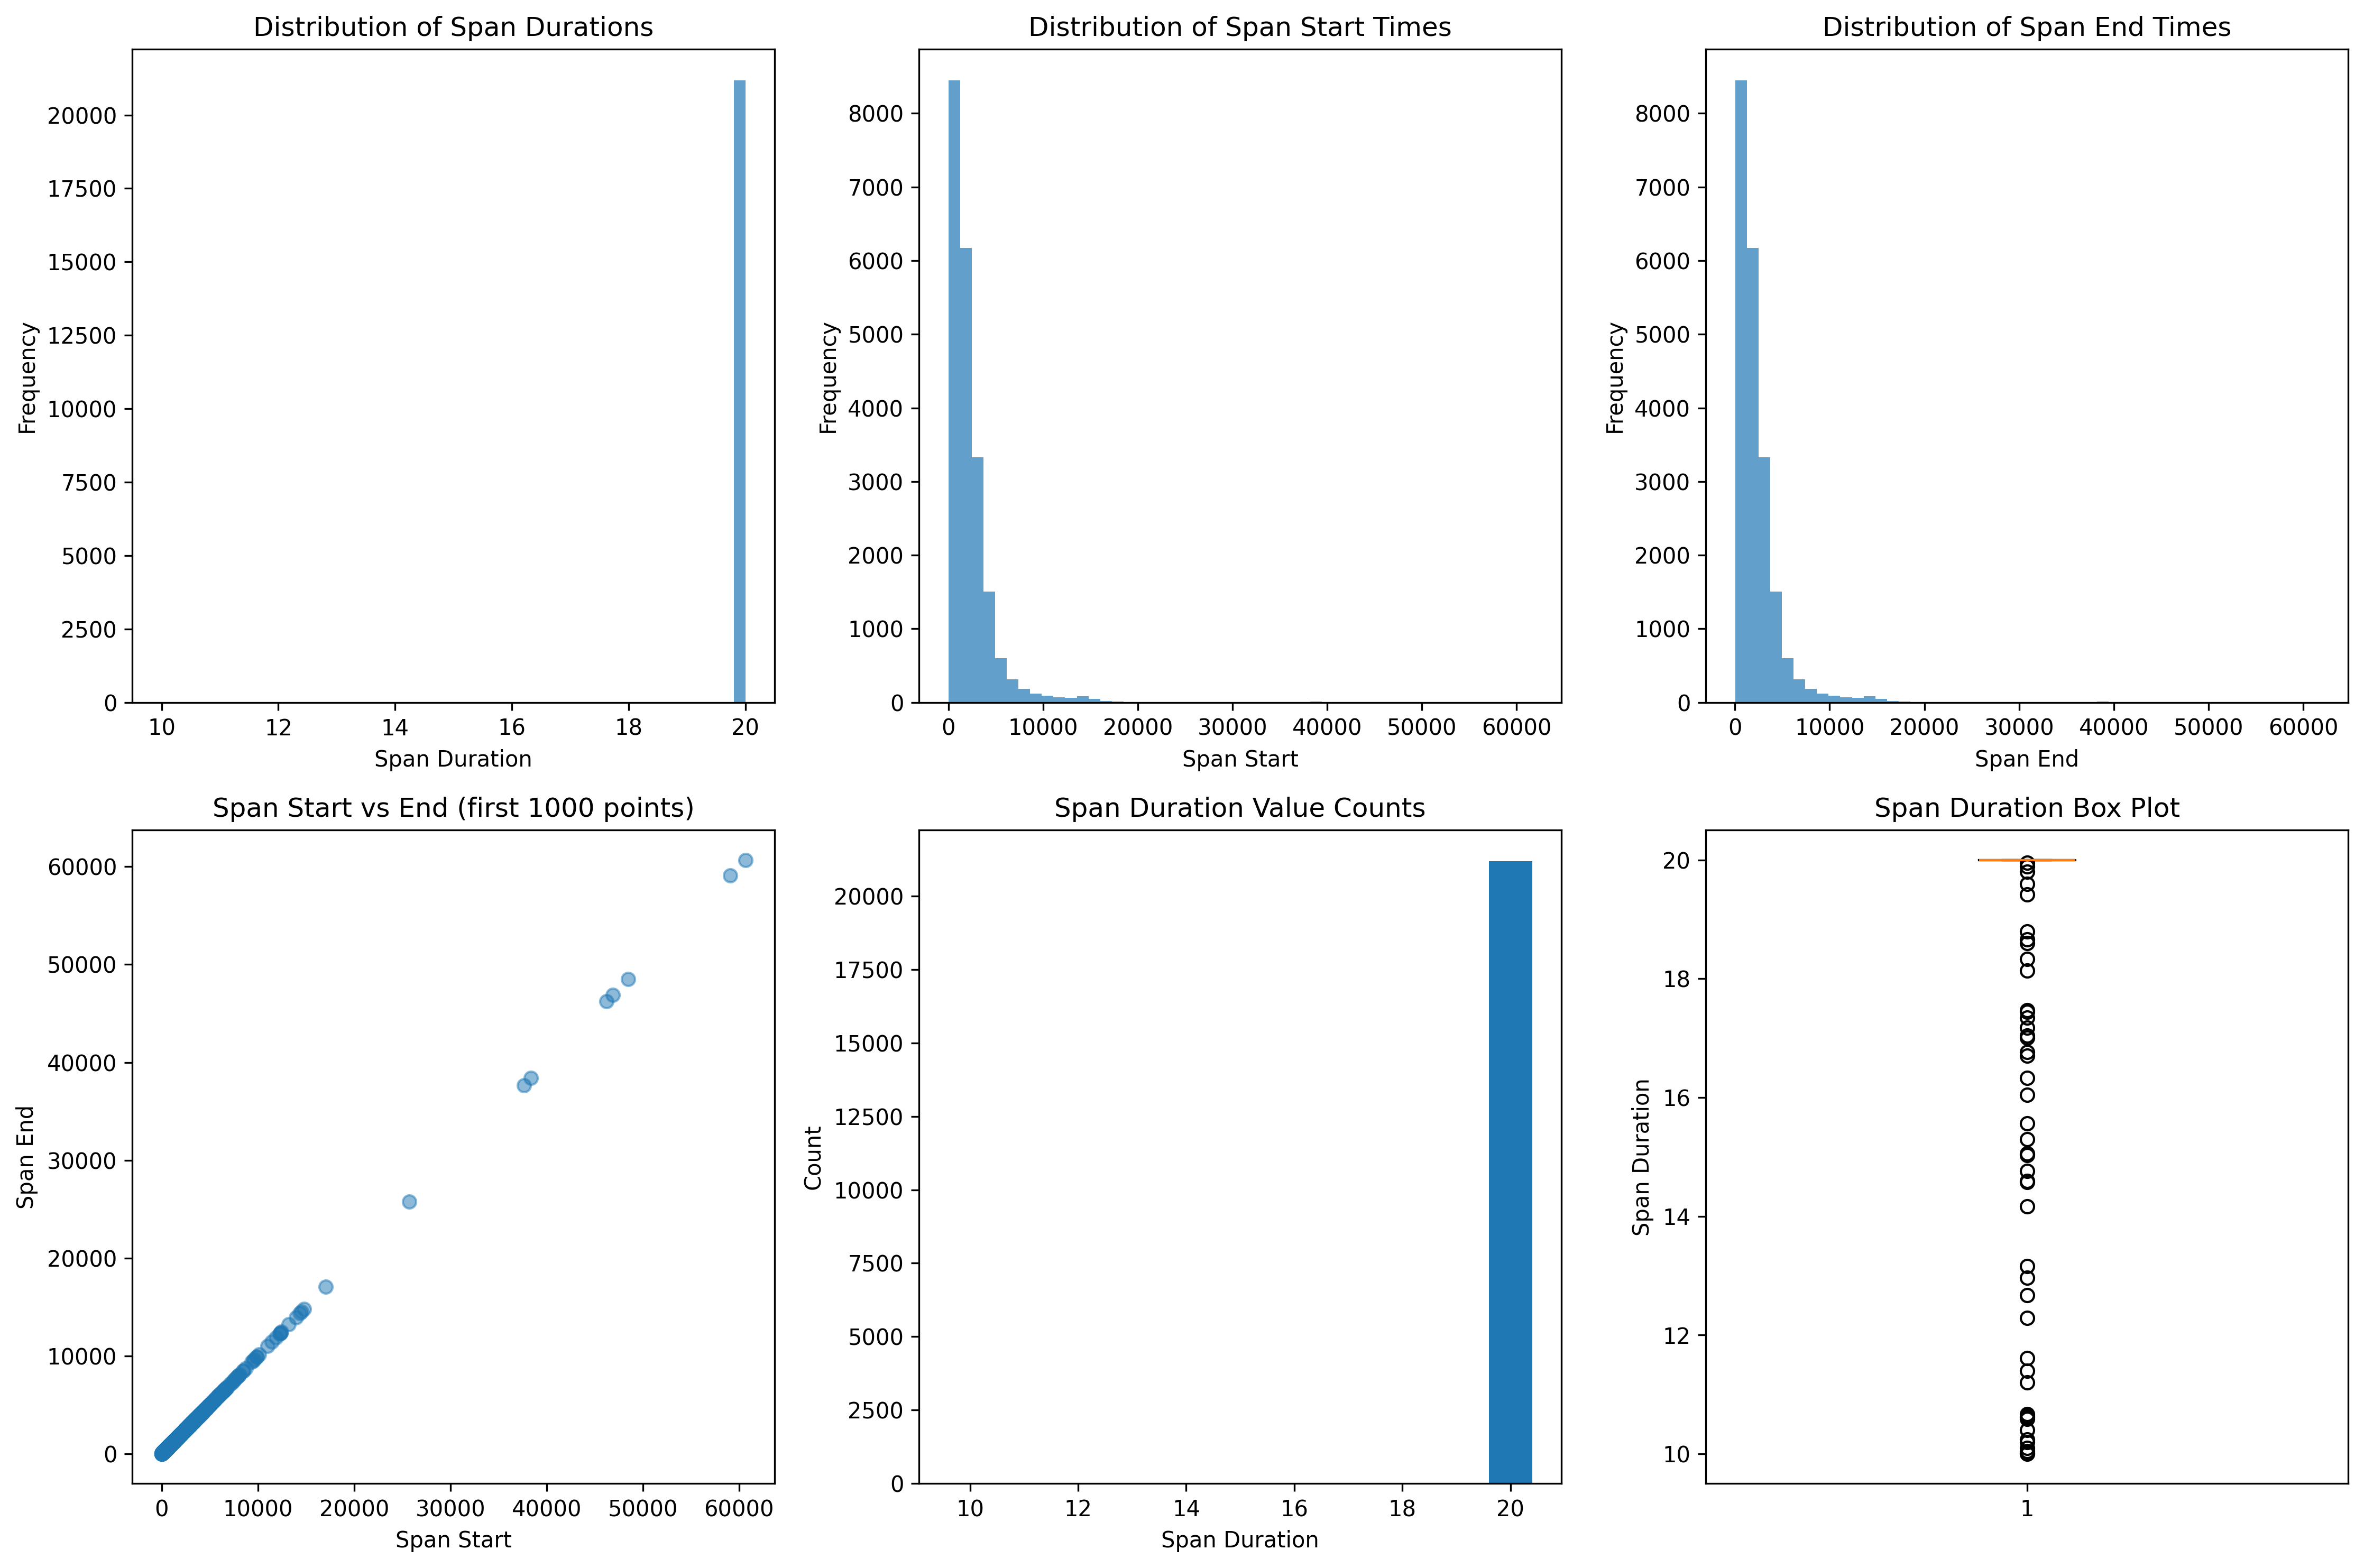 Distribution of Span Durations
Frequency
20000
17500
15000
12500
10000
7500
5000
2500
0
10 12 14 16 18 20
Span Duration
Distribution of Span Start Times
Frequency
8000
7000
6000
5000
4000
3000
2000
1000
0
0 10000 20000 30000 40000 50000 60000
Span Start
Distribution of Span End Times
Frequency
8000
7000
6000
5000
4000
3000
2000
1000
0
0 10000 20000 30000 40000 50000 60000
Span End
Span Start vs End (first 1000 points)
Span End
60000
50000
40000
30000
20000
10000
0
0 10000 20000 30000 40000 50000 60000
Span Start
Span Duration Value Counts
Count
20000
17500
15000
12500
10000
7500
5000
2500
0
10 12 14 16 18 20
Span Duration
Span Duration Box Plot
Span Duration
20
18
16
14
12
10
1